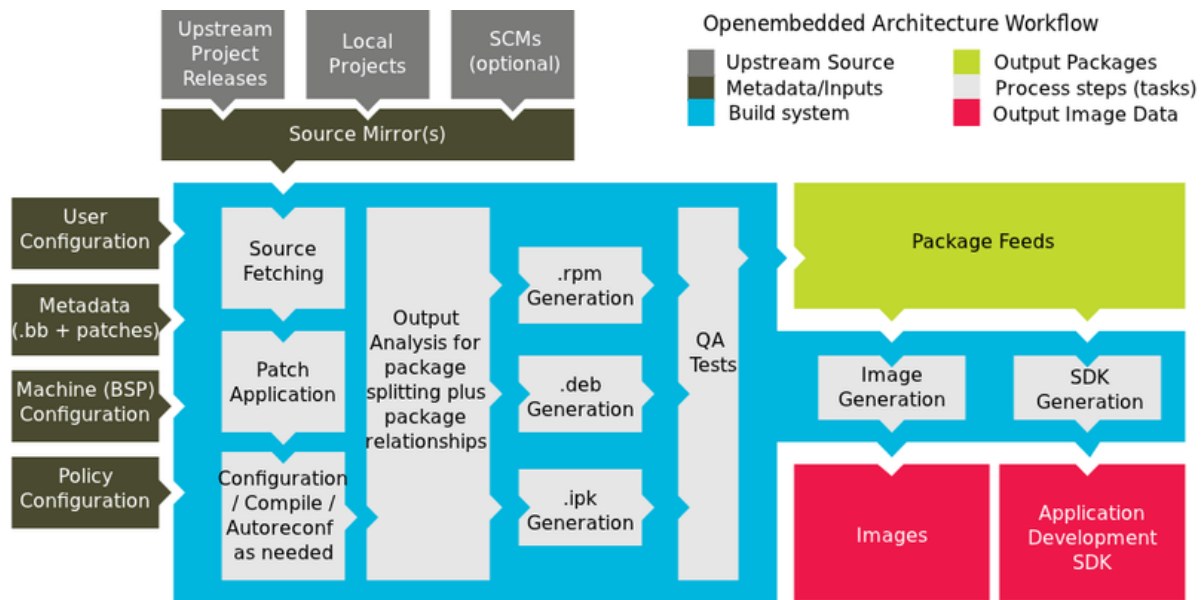 Openembedded Architecture Workflow
Upstream Source
Metadata/Inputs
Build system
Output Packages
Process steps (tasks)
Output Image Data
Upstream
Project
Releases
Local
Projects
SCMs
(optional)
Source Mirror(s)
User
Configuration
Metadata
(.bb + patches)
Machine (BSP)
Configuration
Policy
Configuration
Source
Fetching
Patch
Application
Configuration
/ Compile /
Autoreconf
as needed
Output
Analysis for
package
splitting plus
package
relationships
.rpm
Generation
.deb
Generation
.ipk
Generation
QA
Tests
Package Feeds
Image
Generation
SDK
Generation
Images
Application
Development
SDK